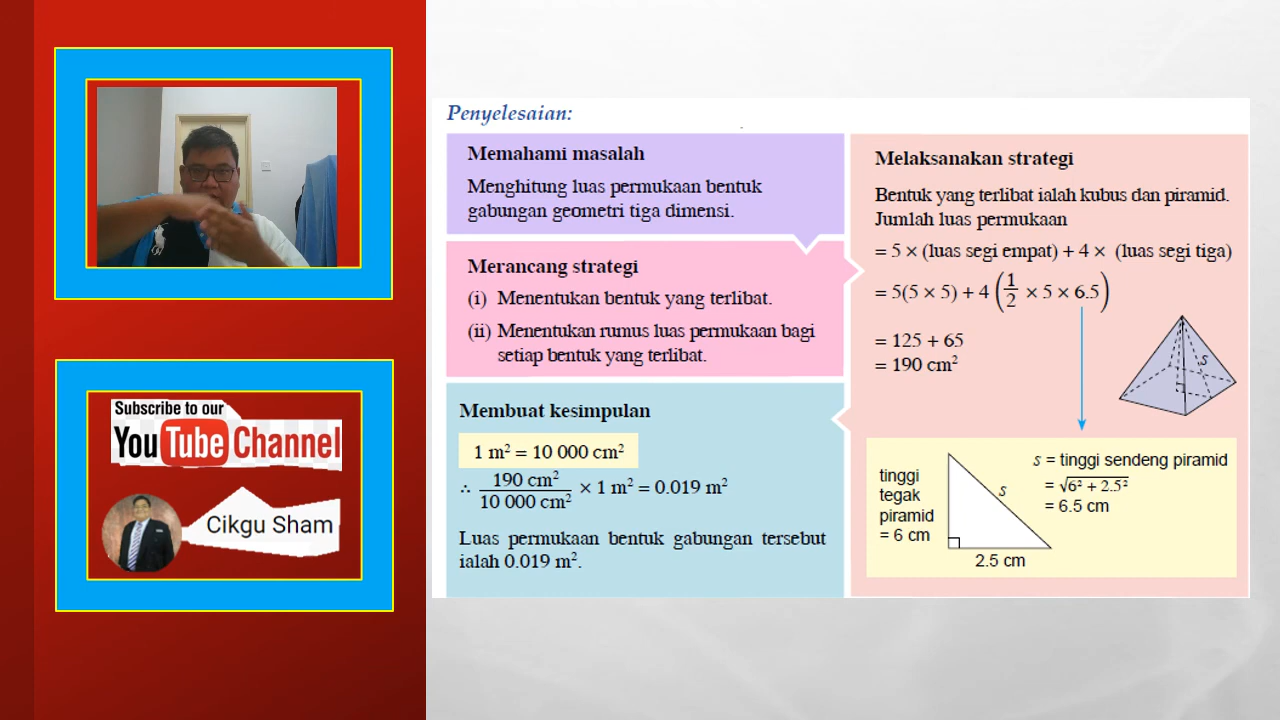 Subscribe to our
YouTube Channel
Cikgu Sham
Penyelesaian:
Memahami masalah
Menghitung luas permukaan bentuk
gabungan geometri tiga dimensi.
Merancang strategi
(i) Menentukan bentuk yang terlibat.
(ii) Menentukan rumus luas permukaan bagi
setiap bentuk yang terlibat.
Membuat kesimpulan
1 m² = 10 000 cm²
∴ 190 cm² / 10 000 cm² × 1 m² = 0.019 m²
Luas permukaan bentuk gabungan tersebut
ialah 0.019 m².
Melaksanakan strategi
Bentuk yang terlibat ialah kubus dan piramid.
Jumlah luas permukaan
= 5 × (luas segi empat) + 4 × (luas segi tiga)
= 5(5 × 5) + 4 (1/2 × 5 × 6.5)
= 125 + 65
= 190 cm²
s
tinggi
tegak
piramid
= 6 cm
s
2.5 cm
s = tinggi sendeng piramid
= √6² + 2.5²
= 6.5 cm